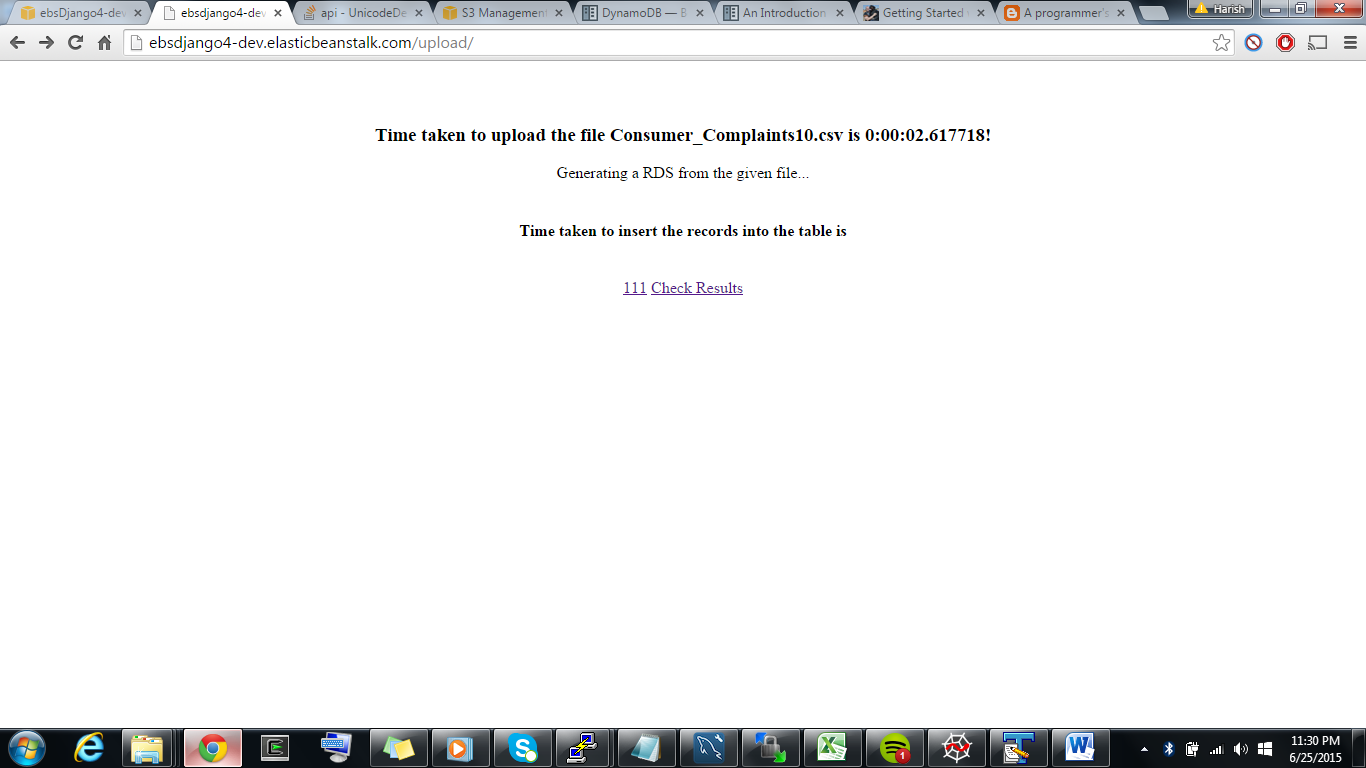 ebsDjango4-dev
ebsdjango4-dev
api - UnicodeDe
S3 Management
DynamoDB — B
An Introduction
Getting Started
A programmer's
Harish
ebsdjango4-dev.elasticbeanstalk.com/upload/
Time taken to upload the file Consumer_Complaints10.csv is 0:00:02.617718!
Generating a RDS from the given file...
Time taken to insert the records into the table is
111 Check Results
1
11:30 PM
6/25/2015